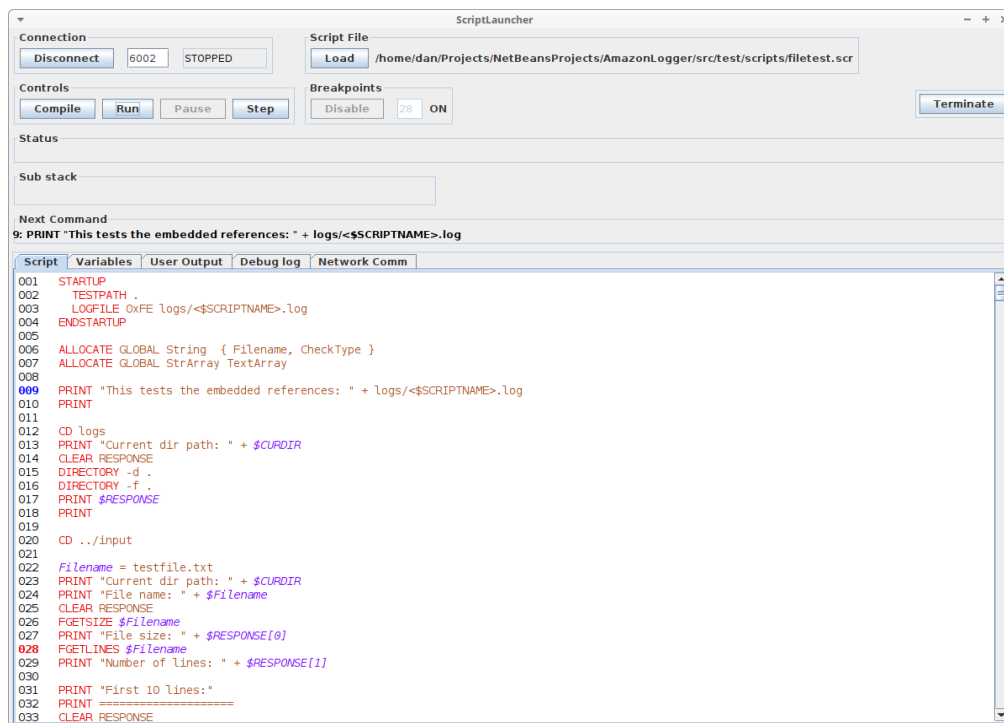 ScriptLauncher
Connection
Disconnect 6002 STOPPED
Script File
Load /home/dan/Projects/NetBeansProjects/AmazonLogger/src/test/scripts/filetest.scr
Controls
Compile Run Pause Step
Breakpoints
Disable 28 ON
Terminate
Status
Sub stack
Next Command
9: PRINT "This tests the embedded references: " + logs/<$SCRIPTNAME>.log
Script Variables User Output Debug log Network Comm
001 STARTUP
002 TESTPATH .
003 LOGFILE 0xFE logs/<$SCRIPTNAME>.log
004 ENDSTARTUP
005
006 ALLOCATE GLOBAL String { Filename, CheckType }
007 ALLOCATE GLOBAL StrArray TextArray
008
009 PRINT "This tests the embedded references: " + logs/<$SCRIPTNAME>.log
010 PRINT
011
012 CD logs
013 PRINT "Current dir path: " + $CURDIR
014 CLEAR RESPONSE
015 DIRECTORY -d .
016 DIRECTORY -f .
017 PRINT $RESPONSE
018 PRINT
019
020 CD ../input
021
022 Filename = testfile.txt
023 PRINT "Current dir path: " + $CURDIR
024 PRINT "File name: " + $Filename
025 CLEAR RESPONSE
026 FGETSIZE $Filename
027 PRINT "File size: " + $RESPONSE[0]
028 FGETLINES $Filename
029 PRINT "Number of lines: " + $RESPONSE[1]
030
031 PRINT "First 10 lines:"
032 PRINT ====================
033 CLEAR RESPONSE